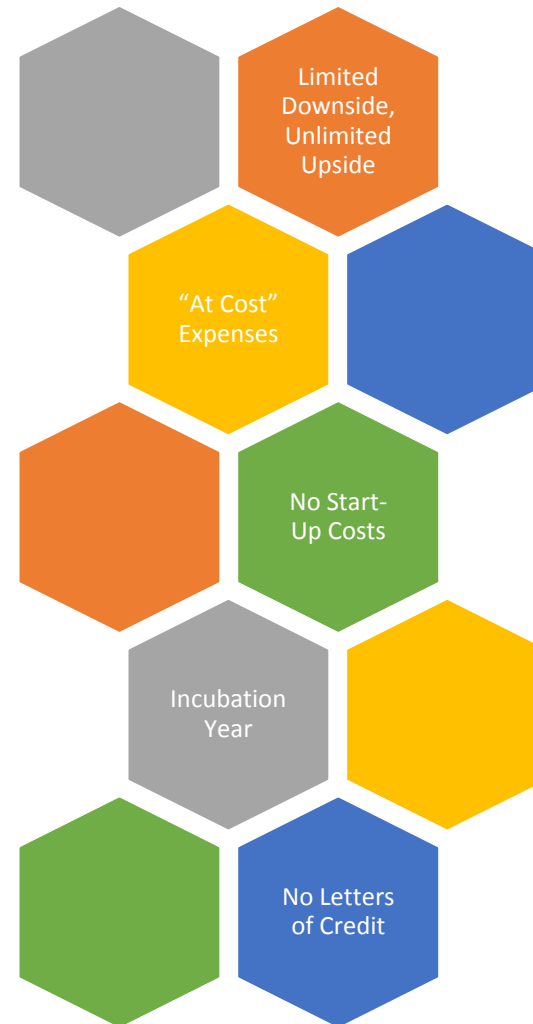 Limited
Downside,
Unlimited
Upside
“At Cost”
Expenses
No Start-
Up Costs
Incubation
Year
No Letters
of Credit